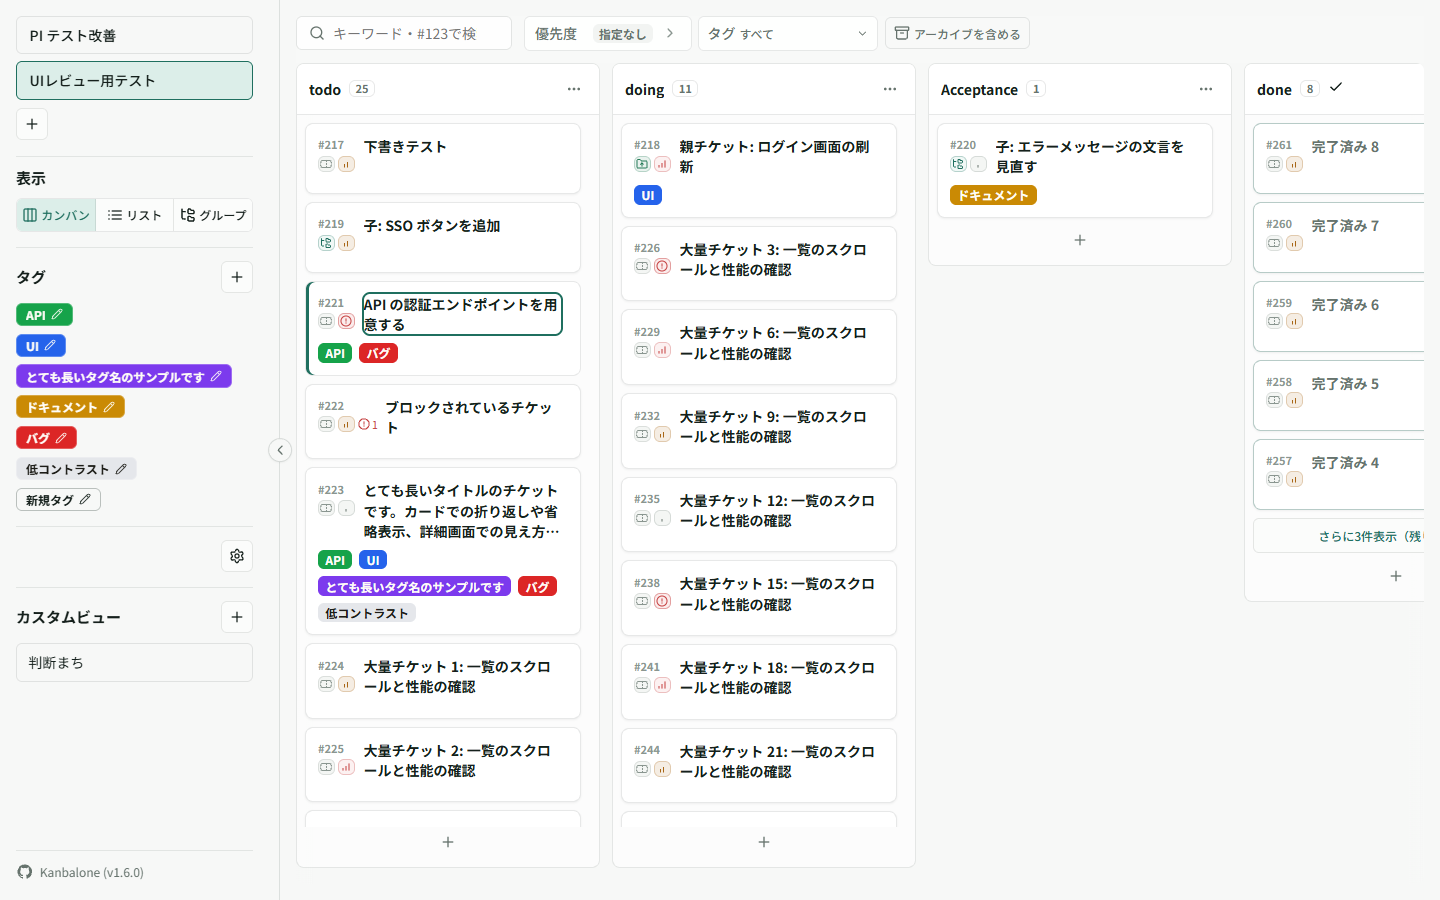 PI テスト改善
UIレビュー用テスト
表示
カンバン
リスト
グループ
タグ
API
UI
とても長いタグ名のサンプルです
ドキュメント
バグ
低コントラスト
新規タグ
カスタムビュー
判断まち
Kanbalone (v1.6.0)
キーワード・#123で検
優先度 指定なし
タグ すべて
アーカイブを含める
todo 25
#217 下書きテスト
#219 子: SSO ボタンを追加
#221 API の認証エンドポイントを用
意する
API バグ
#222 ブロックされているチケッ
1 ト
#223 とても長いタイトルのチケット
です。カードでの折り返しや省
略表示、詳細画面での見え方…
API UI
とても長いタグ名のサンプルです バグ
低コントラスト
#224 大量チケット 1: 一覧のスクロ
ールと性能の確認
#225 大量チケット 2: 一覧のスクロ
ールと性能の確認
doing 11
#218 親チケット: ログイン画面の刷
新
UI
#226 大量チケット 3: 一覧のスクロ
ールと性能の確認
#229 大量チケット 6: 一覧のスクロ
ールと性能の確認
#232 大量チケット 9: 一覧のスクロ
ールと性能の確認
#235 大量チケット 12: 一覧のスクロ
ールと性能の確認
#238 大量チケット 15: 一覧のスクロ
ールと性能の確認
#241 大量チケット 18: 一覧のスクロ
ールと性能の確認
#244 大量チケット 21: 一覧のスクロ
ールと性能の確認
Acceptance 1
#220 子: エラーメッセージの文言を
見直す
ドキュメント
done 8
#261 完了済み 8
#260 完了済み 7
#259 完了済み 6
#258 完了済み 5
#257 完了済み 4
さらに3件表示（残